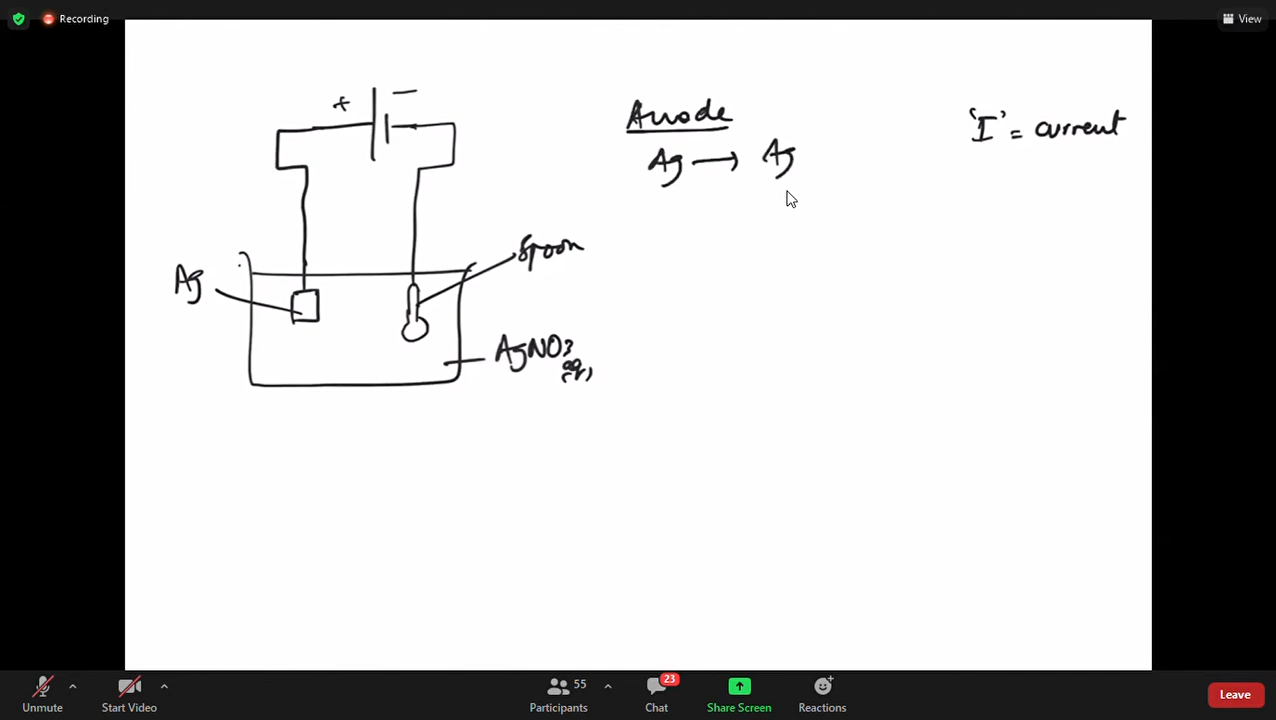 Recording
View
+
−
Anode
Ag → Ag
'I' = current
Spoon
Ag
AgNO3
(aq)
Unmute
Start Video
55
Participants
23
Chat
Share Screen
Reactions
Leave